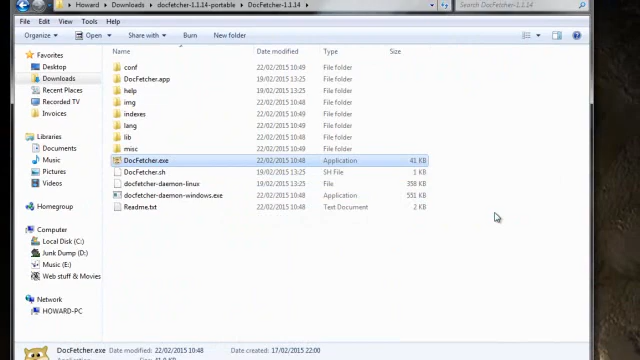 Howard ▸ Downloads ▸ docfetcher-1.1.14-portable ▸ DocFetcher-1.1.14 ▸
Search DocFetcher-1.1.14
File Edit View Tools Help
Organize Open Share with Burn New folder
Name Date modified Type Size
Favorites
Desktop
Downloads
Recent Places
Recorded TV
Invoices
Libraries
Documents
Music
Pictures
Videos
Homegroup
Computer
Local Disk (C:)
Junk Dump (D:)
Music (E:)
Web stuff & Movies
Network
HOWARD-PC
conf 22/02/2015 10:49 File folder
DocFetcher.app 19/02/2015 13:25 File folder
help 22/02/2015 10:49 File folder
img 22/02/2015 10:49 File folder
indexes 22/02/2015 10:49 File folder
lang 22/02/2015 10:49 File folder
lib 22/02/2015 10:49 File folder
misc 22/02/2015 10:49 File folder
DocFetcher.exe 22/02/2015 10:48 Application 41 KB
DocFetcher.sh 19/02/2015 13:25 SH File 1 KB
docfetcher-daemon-linux 19/02/2015 13:25 File 358 KB
docfetcher-daemon-windows.exe 22/02/2015 10:48 Application 551 KB
Readme.txt 22/02/2015 10:48 Text Document 2 KB
DocFetcher.exe Date modified: 22/02/2015 10:48 Date created: 17/02/2015 22:00